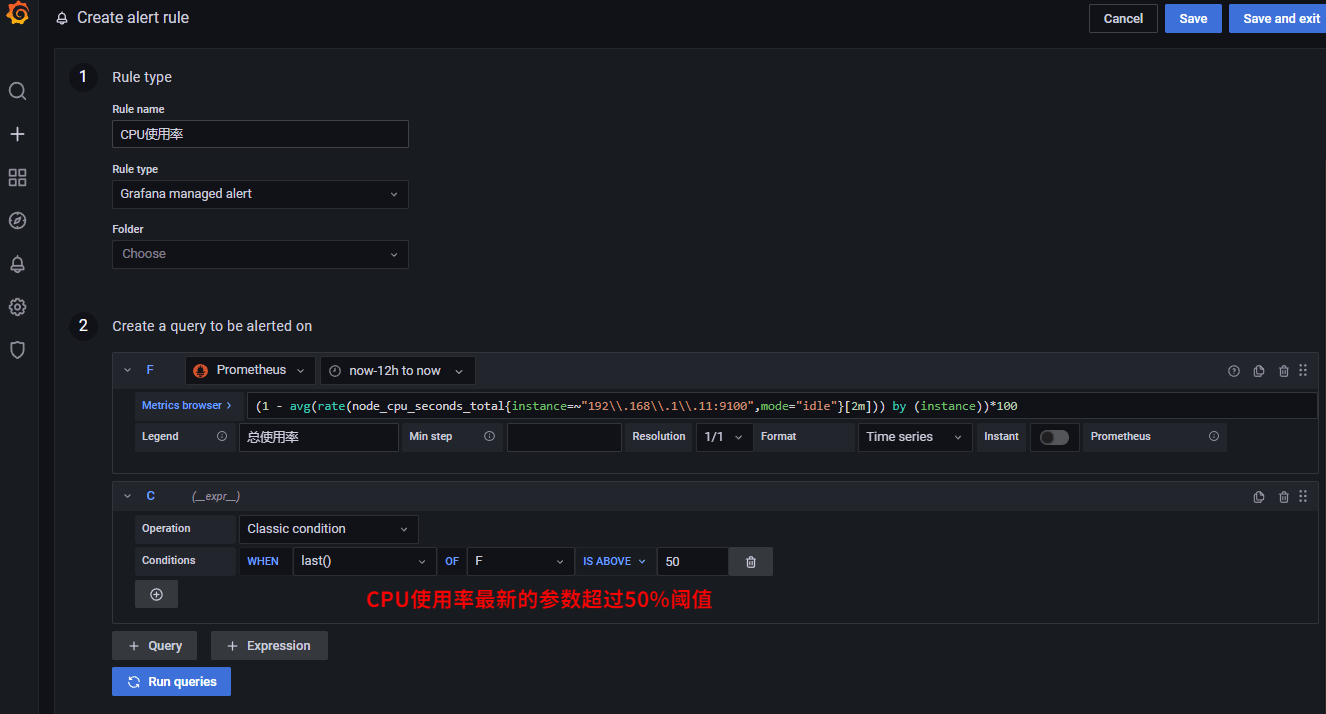 Create alert rule
Cancel
Save
Save and exit
1
Rule type
Rule name
CPU使用率
Rule type
Grafana managed alert
Folder
Choose
2
Create a query to be alerted on
F
Prometheus
now-12h to now
Metrics browser >
(1 - avg(rate(node_cpu_seconds_total{instance=~"192\\.168\\.1\\.11:9100",mode="idle"}[2m])) by (instance))*100
Legend
总使用率
Min step
Resolution
1/1
Format
Time series
Instant
Prometheus
C
(__expr__)
Operation
Classic condition
Conditions
WHEN
last()
OF
F
IS ABOVE
50
CPU使用率最新的参数超过50%阈值
+ Query
+ Expression
Run queries